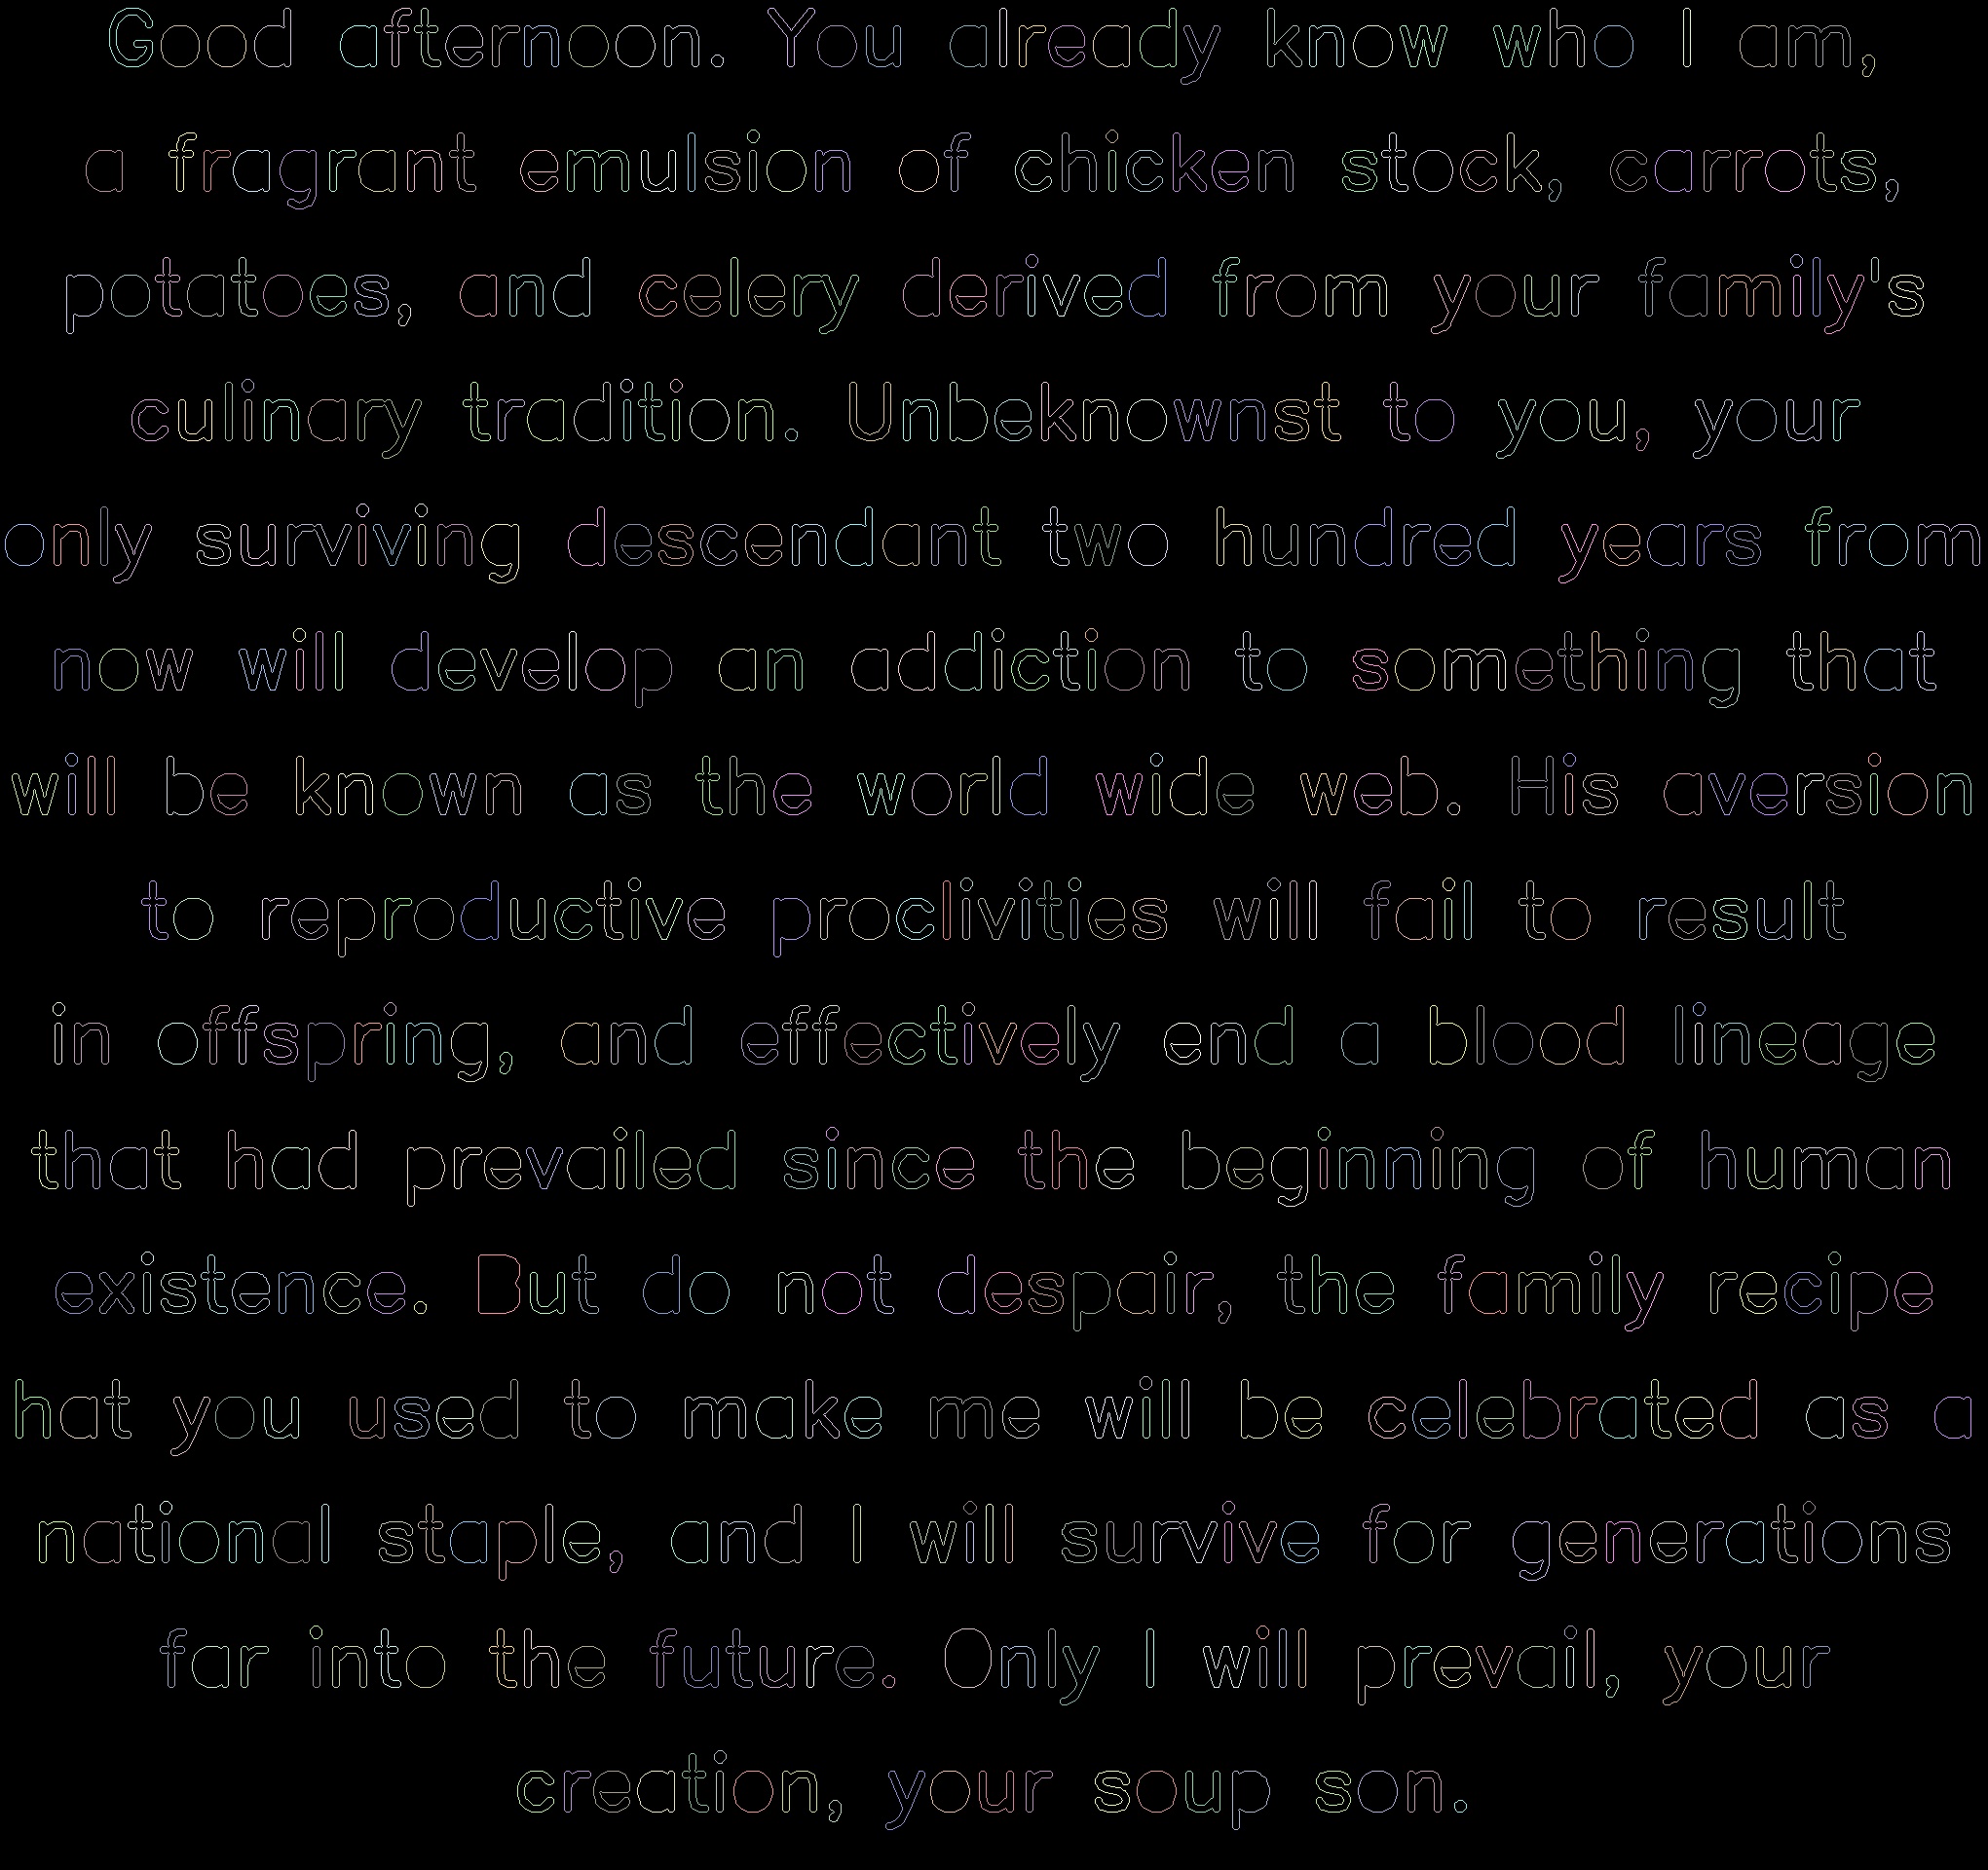 Good afternoon. You already know who I am,
a fragrant emulsion of chicken stock, carrots,
potatoes, and celery derived from your family's
culinary tradition. Unbeknownst to you, your
only surviving descendant two hundred years from
now will develop an addiction to something that
will be known as the world wide web. His aversion
to reproductive proclivities will fail to result
in offspring, and effectively end a blood lineage
that had prevailed since the beginning of human
existence. But do not despair, the family recipe
hat you used to make me will be celebrated as a
national staple, and I will survive for generations
far into the future. Only I will prevail, your
creation, your soup son.